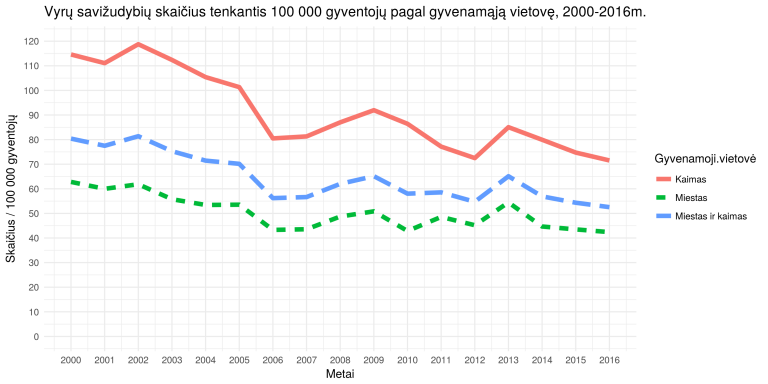 Vyrų savižudybių skaičius tenkantis 100 000 gyventojų pagal gyvenamąją vietovę, 2000-2016m.
Skaičius / 100 000 gyventojų
120
110
100
90
80
70
60
50
40
30
20
10
0
2000 2001 2002 2003 2004 2005 2006 2007 2008 2009 2010 2011 2012 2013 2014 2015 2016
Metai
Gyvenamoji.vietovė
Kaimas
Miestas
Miestas ir kaimas